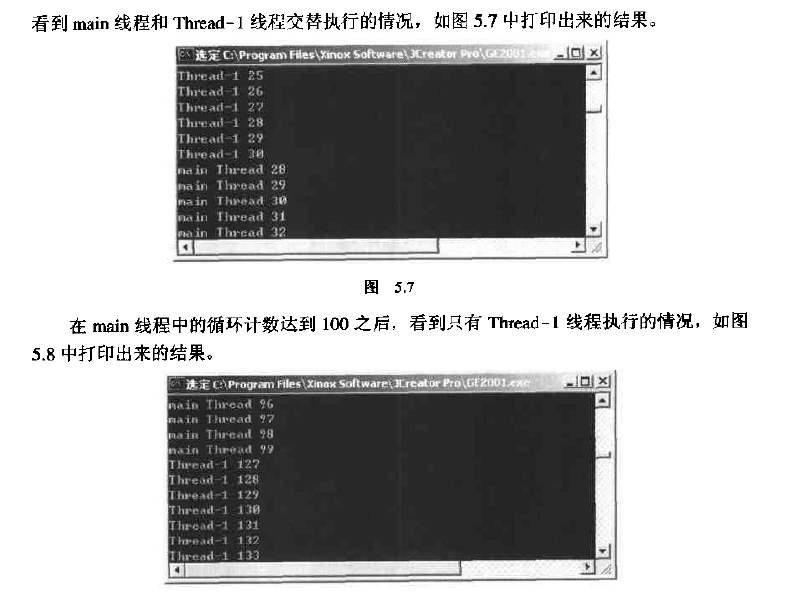 看到 main 线程和 Thread-1 线程交替执行的情况，如图 5.7 中打印出来的结果。
选定 C:\Program Files\Xinox Software\JCreator Pro\GE2001.exe
Thread-1 25
Thread-1 26
Thread-1 27
Thread-1 28
Thread-1 29
Thread-1 30
main Thread 28
main Thread 29
main Thread 30
main Thread 31
main Thread 32
图 5.7
在 main 线程中的循环计数达到 100 之后，看到只有 Thread-1 线程执行的情况，如图
5.8 中打印出来的结果。
选定 C:\Program Files\Xinox Software\JCreator Pro\GE2001.exe
main Thread 96
main Thread 97
main Thread 98
main Thread 99
Thread-1 127
Thread-1 128
Thread-1 129
Thread-1 130
Thread-1 131
Thread-1 132
Thread-1 133